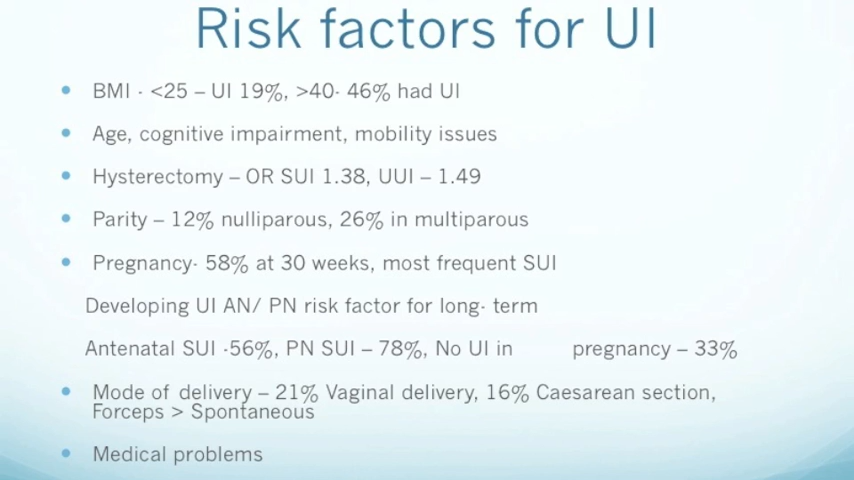 Risk factors for UI
• BMI - <25 – UI 19%, >40- 46% had UI
• Age, cognitive impairment, mobility issues
• Hysterectomy – OR SUI 1.38, UUI – 1.49
• Parity – 12% nulliparous, 26% in multiparous
• Pregnancy- 58% at 30 weeks, most frequent SUI
Developing UI AN/ PN risk factor for long- term
Antenatal SUI -56%, PN SUI – 78%, No UI in pregnancy – 33%
• Mode of delivery – 21% Vaginal delivery, 16% Caesarean section,
Forceps > Spontaneous
• Medical problems